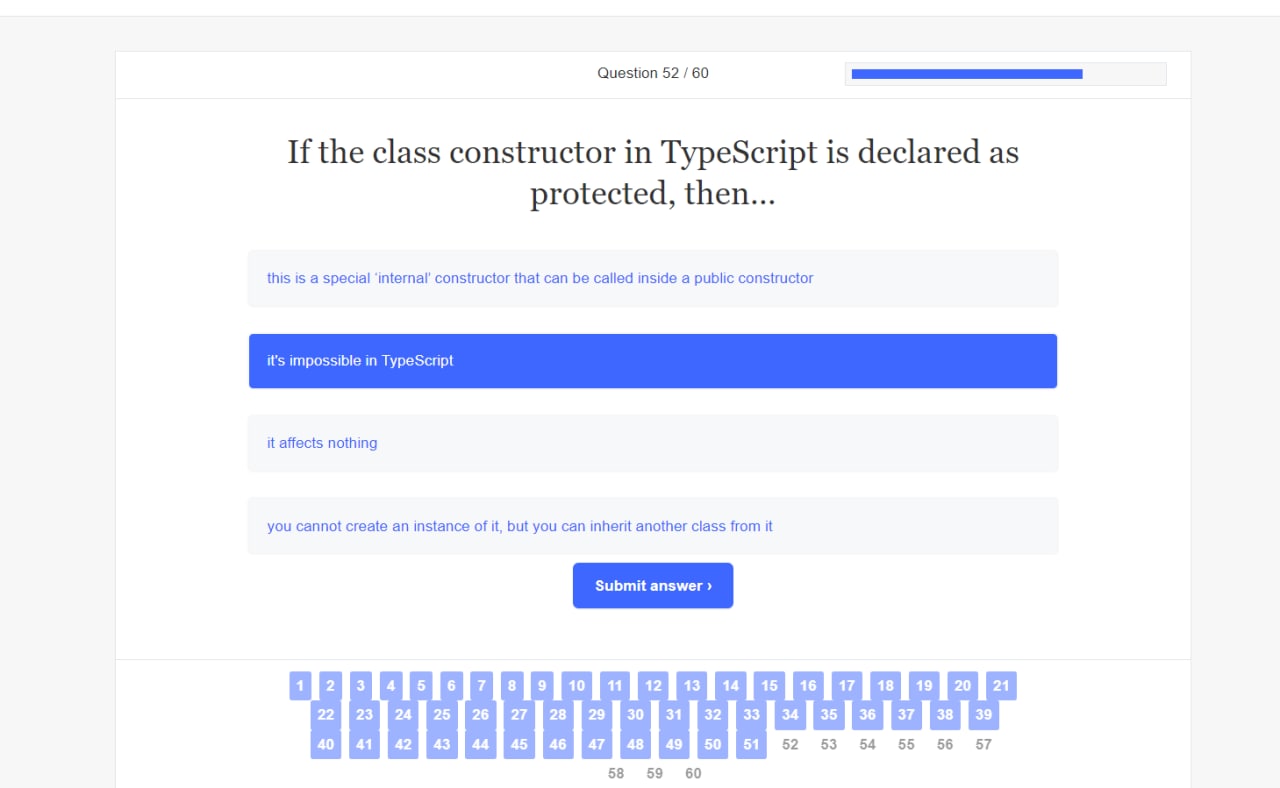 Question 52 / 60
If the class constructor in TypeScript is declared as
protected, then...
this is a special 'internal' constructor that can be called inside a public constructor
it's impossible in TypeScript
it affects nothing
you cannot create an instance of it, but you can inherit another class from it
Submit answer ›
1 2 3 4 5 6 7 8 9 10 11 12 13 14 15 16 17 18 19 20 21
22 23 24 25 26 27 28 29 30 31 32 33 34 35 36 37 38 39
40 41 42 43 44 45 46 47 48 49 50 51 52 53 54 55 56 57
58 59 60